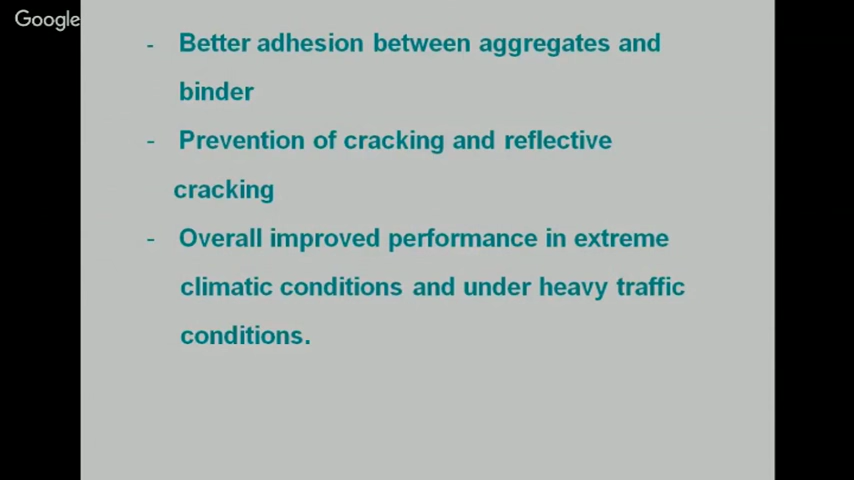 Google
- Better adhesion between aggregates and
binder
- Prevention of cracking and reflective
cracking
- Overall improved performance in extreme
climatic conditions and under heavy traffic
conditions.